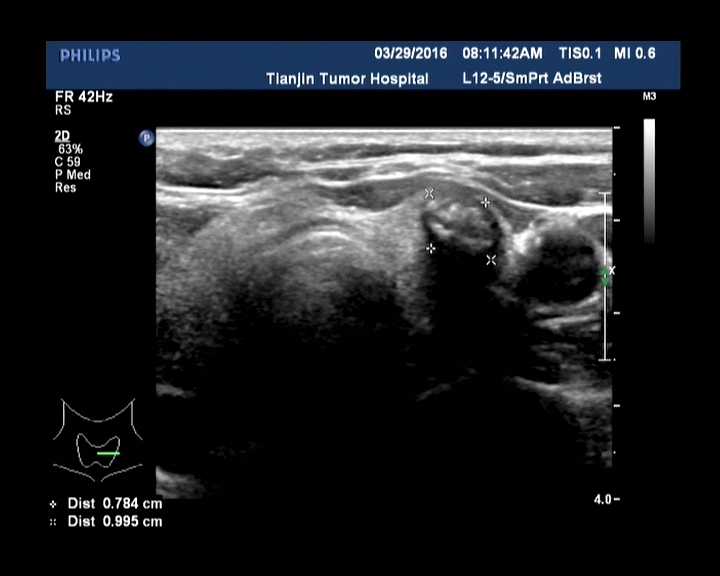 PHILIPS
03/29/2016 08:11:42AM TIS0.1 MI 0.6
Tianjin Tumor Hospital L12-5/SmPrt AdBrst
FR 42Hz
RS
M3
2D
63%
C 59
P Med
Res
P
x
4.0
Dist 0.784 cm
Dist 0.995 cm